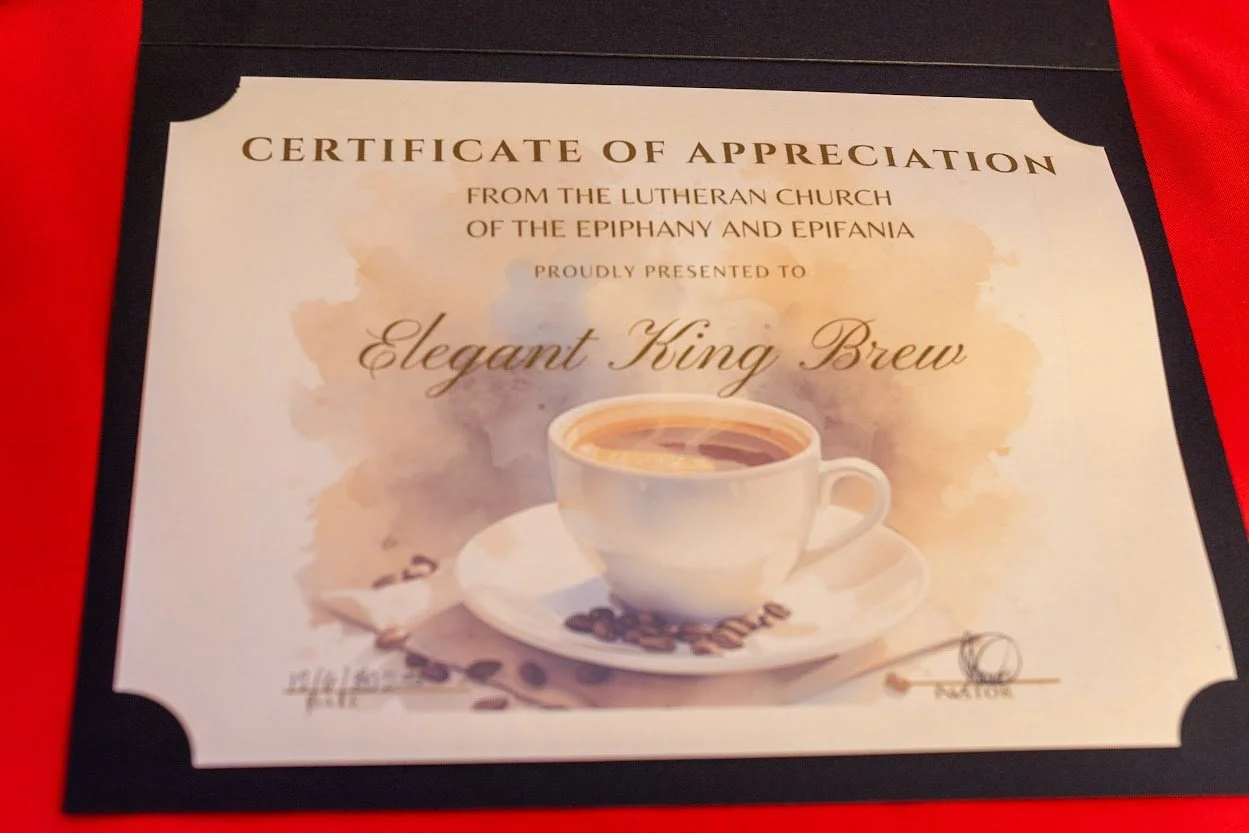 CERTIFICATE OF APPRECIATION
FROM THE LUTHERAN CHURCH
OF THE EPIPHANY AND EPIFANIA
PROUDLY PRESENTED TO
Elegant King Brew
DATE
PASTOR